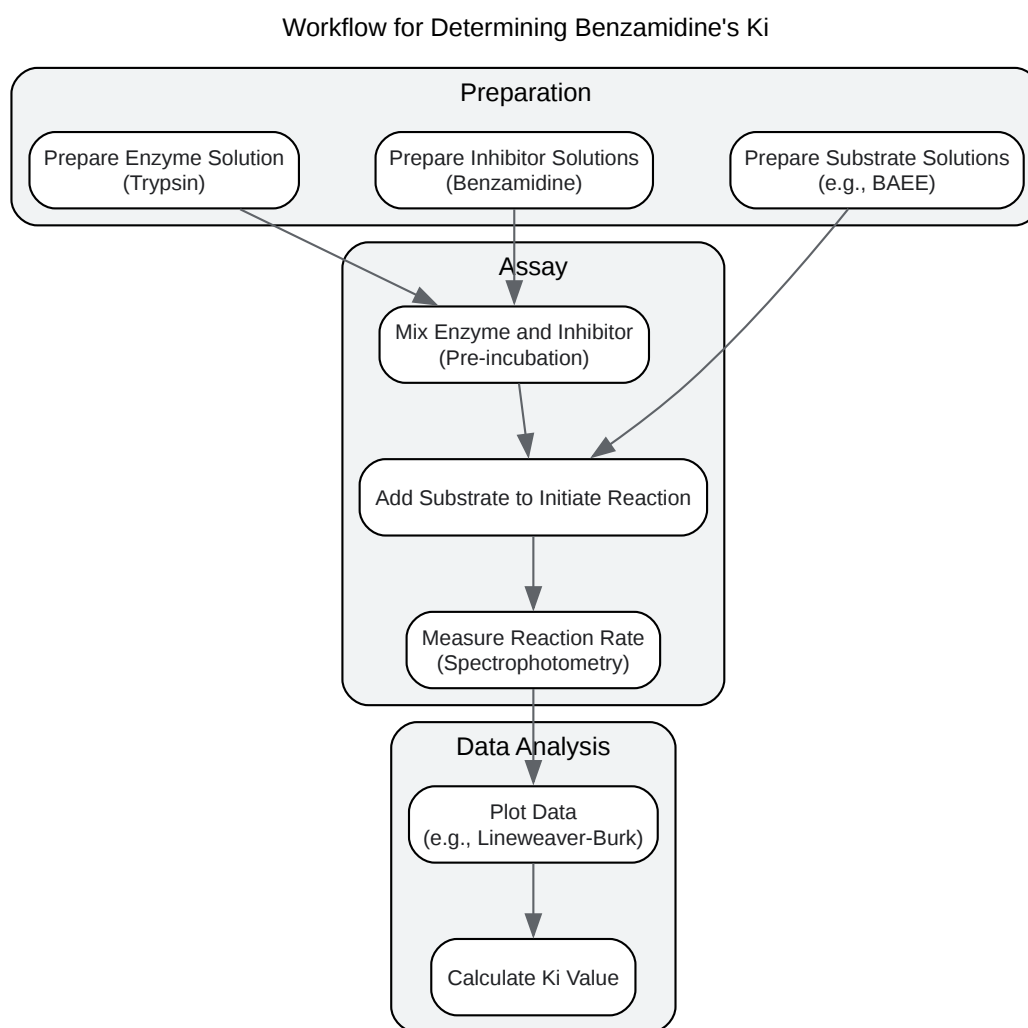 Workflow for Determining Benzamidine's Ki
Preparation
Prepare Enzyme Solution
(Trypsin)
Prepare Inhibitor Solutions
(Benzamidine)
Prepare Substrate Solutions
(e.g., BAEE)
Assay
Mix Enzyme and Inhibitor
(Pre-incubation)
Add Substrate to Initiate Reaction
Measure Reaction Rate
(Spectrophotometry)
Data Analysis
Plot Data
(e.g., Lineweaver-Burk)
Calculate Ki Value